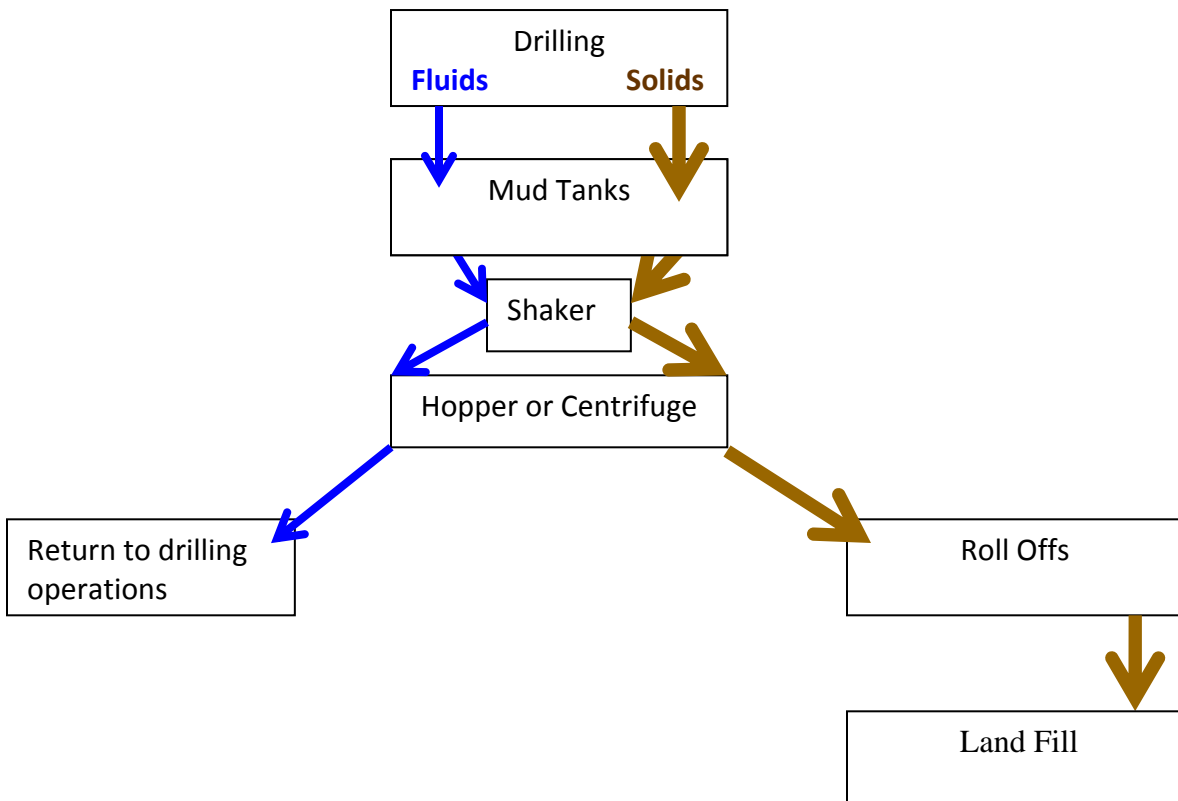 Drilling
Fluids Solids
Mud Tanks
Shaker
Hopper or Centrifuge
Return to drilling
operations
Roll Offs
Land Fill